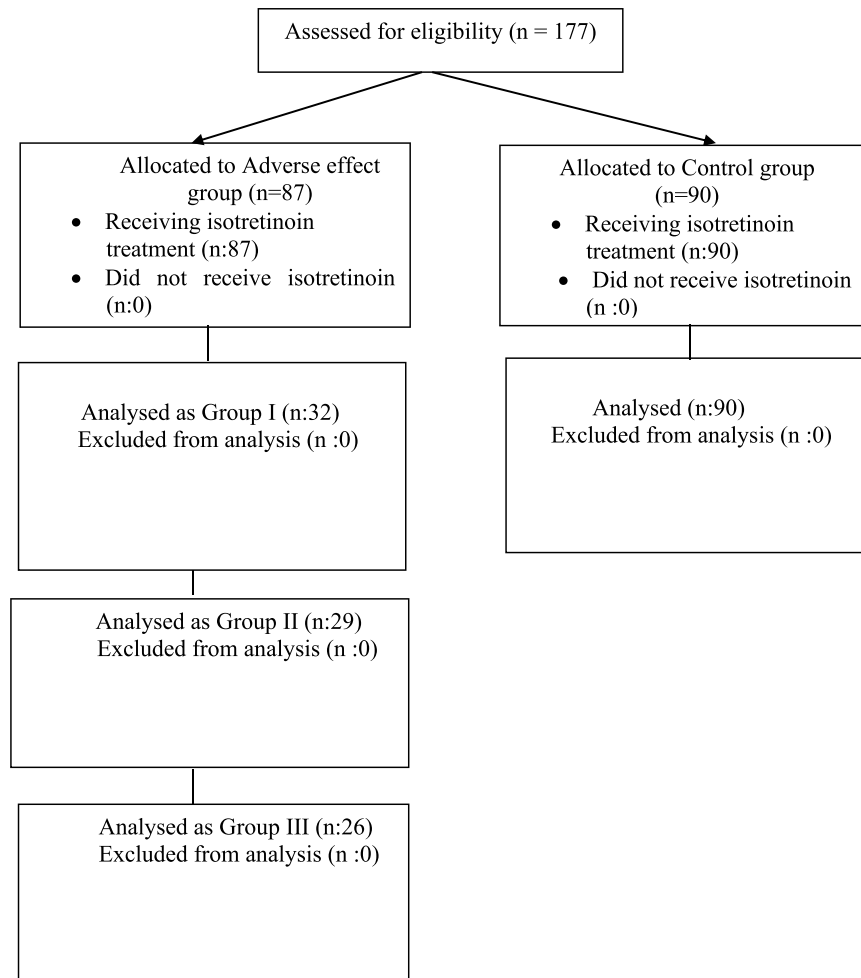 Assessed for eligibility (n = 177)
Allocated to Adverse effect
group (n=87)
• Receiving isotretinoin
treatment (n:87)
• Did not receive isotretinoin
(n:0)
Allocated to Control group
(n=90)
• Receiving isotretinoin
treatment (n:90)
• Did not receive isotretinoin
(n :0)
Analysed as Group I (n:32)
Excluded from analysis (n :0)
Analysed (n:90)
Excluded from analysis (n :0)
Analysed as Group II (n:29)
Excluded from analysis (n :0)
Analysed as Group III (n:26)
Excluded from analysis (n :0)